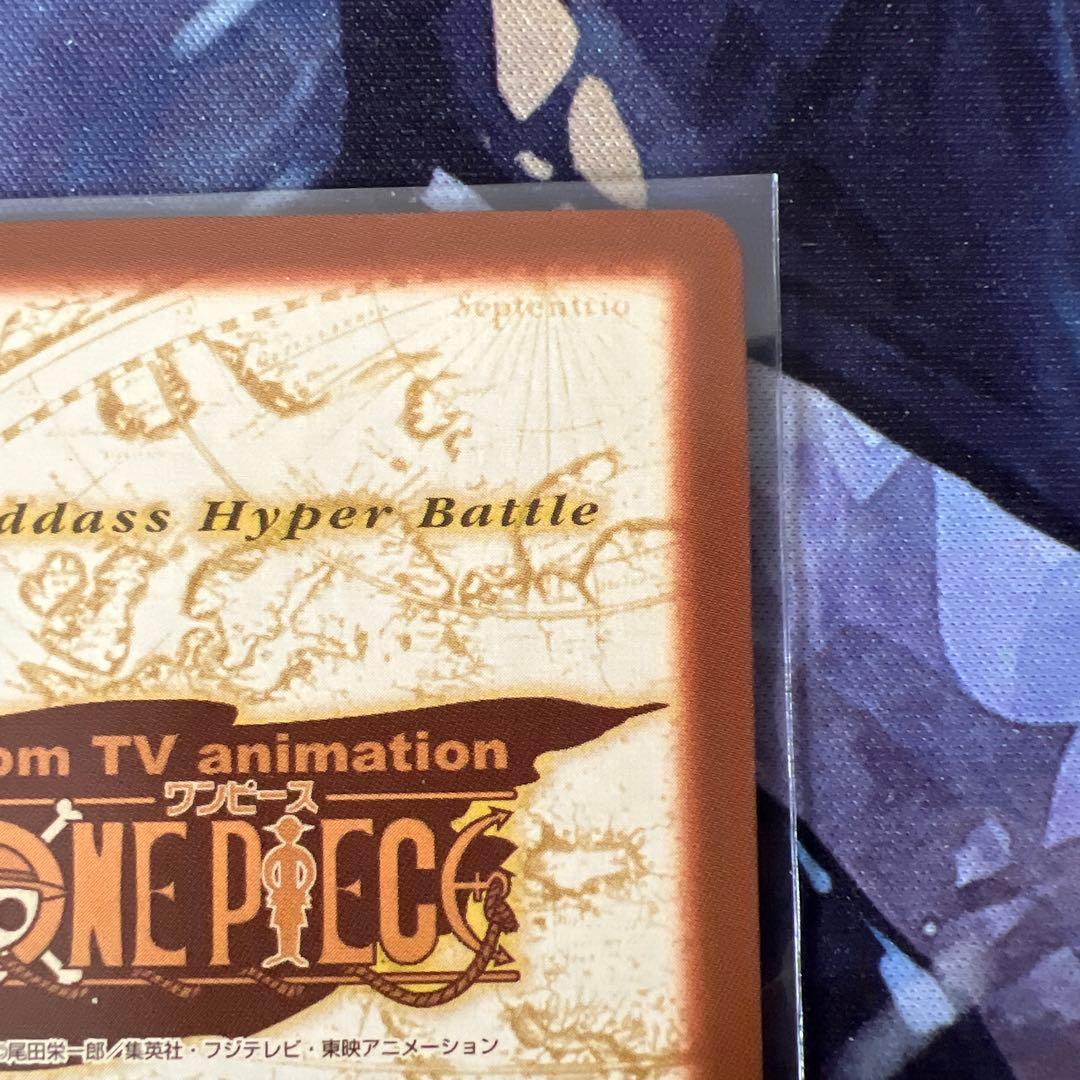 Septentrio
ddass Hyper Battle
om TV animation
ワンピース
ONE PIECE
©尾田栄一郎／集英社・フジテレビ・東映アニメーション